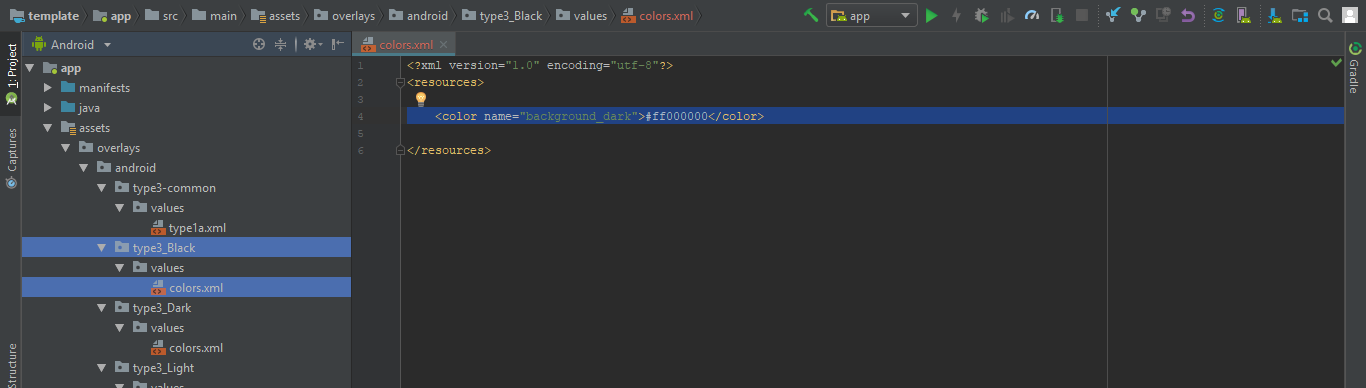 template app src main assets overlays android type3_Black values colors.xml app
1: Project
Captures
Structure
Android
app
manifests
java
assets
overlays
android
type3-common
values
type1a.xml
type3_Black
values
colors.xml
type3_Dark
values
colors.xml
type3_Light
values
colors.xml
1 <?xml version="1.0" encoding="utf-8"?>
2 <resources>
3
4 <color name="background_dark">#ff000000</color>
5
6 </resources>
Gradle